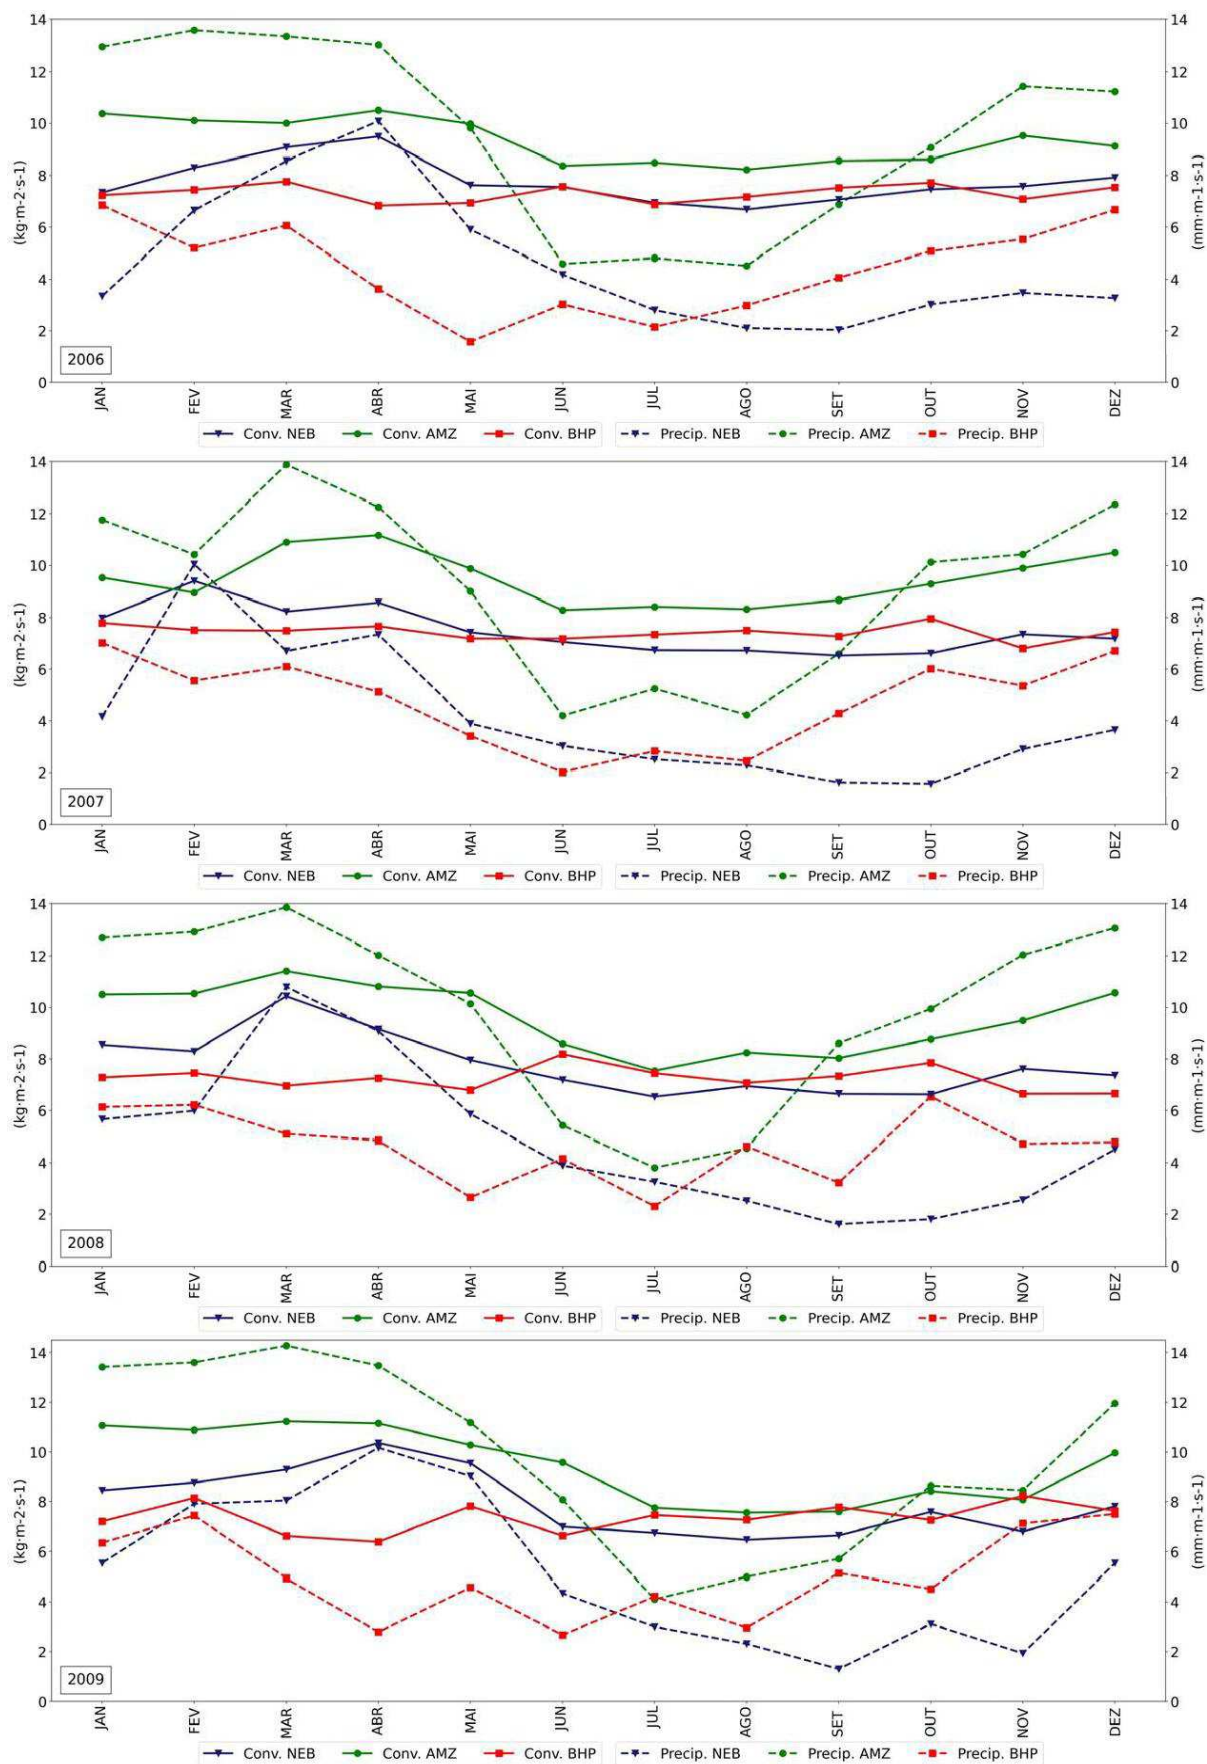 14 14
12 12
10 10
8 8
6 6
4 4
2 2
0 0
(kg·m-2·s-1)
(mm·m-1·s-1)
2006
JAN FEV MAR ABR MAI JUN JUL AGO SET OUT NOV DEZ
Conv. NEB Conv. AMZ Conv. BHP Precip. NEB Precip. AMZ Precip. BHP
14 14
12 12
10 10
8 8
6 6
4 4
2 2
0 0
(kg·m-2·s-1)
(mm·m-1·s-1)
2007
JAN FEV MAR ABR MAI JUN JUL AGO SET OUT NOV DEZ
Conv. NEB Conv. AMZ Conv. BHP Precip. NEB Precip. AMZ Precip. BHP
14 14
12 12
10 10
8 8
6 6
4 4
2 2
0 0
(kg·m-2·s-1)
(mm·m-1·s-1)
2008
JAN FEV MAR ABR MAI JUN JUL AGO SET OUT NOV DEZ
Conv. NEB Conv. AMZ Conv. BHP Precip. NEB Precip. AMZ Precip. BHP
14 14
12 12
10 10
8 8
6 6
4 4
2 2
0 0
(kg·m-2·s-1)
(mm·m-1·s-1)
2009
JAN FEV MAR ABR MAI JUN JUL AGO SET OUT NOV DEZ
Conv. NEB Conv. AMZ Conv. BHP Precip. NEB Precip. AMZ Precip. BHP